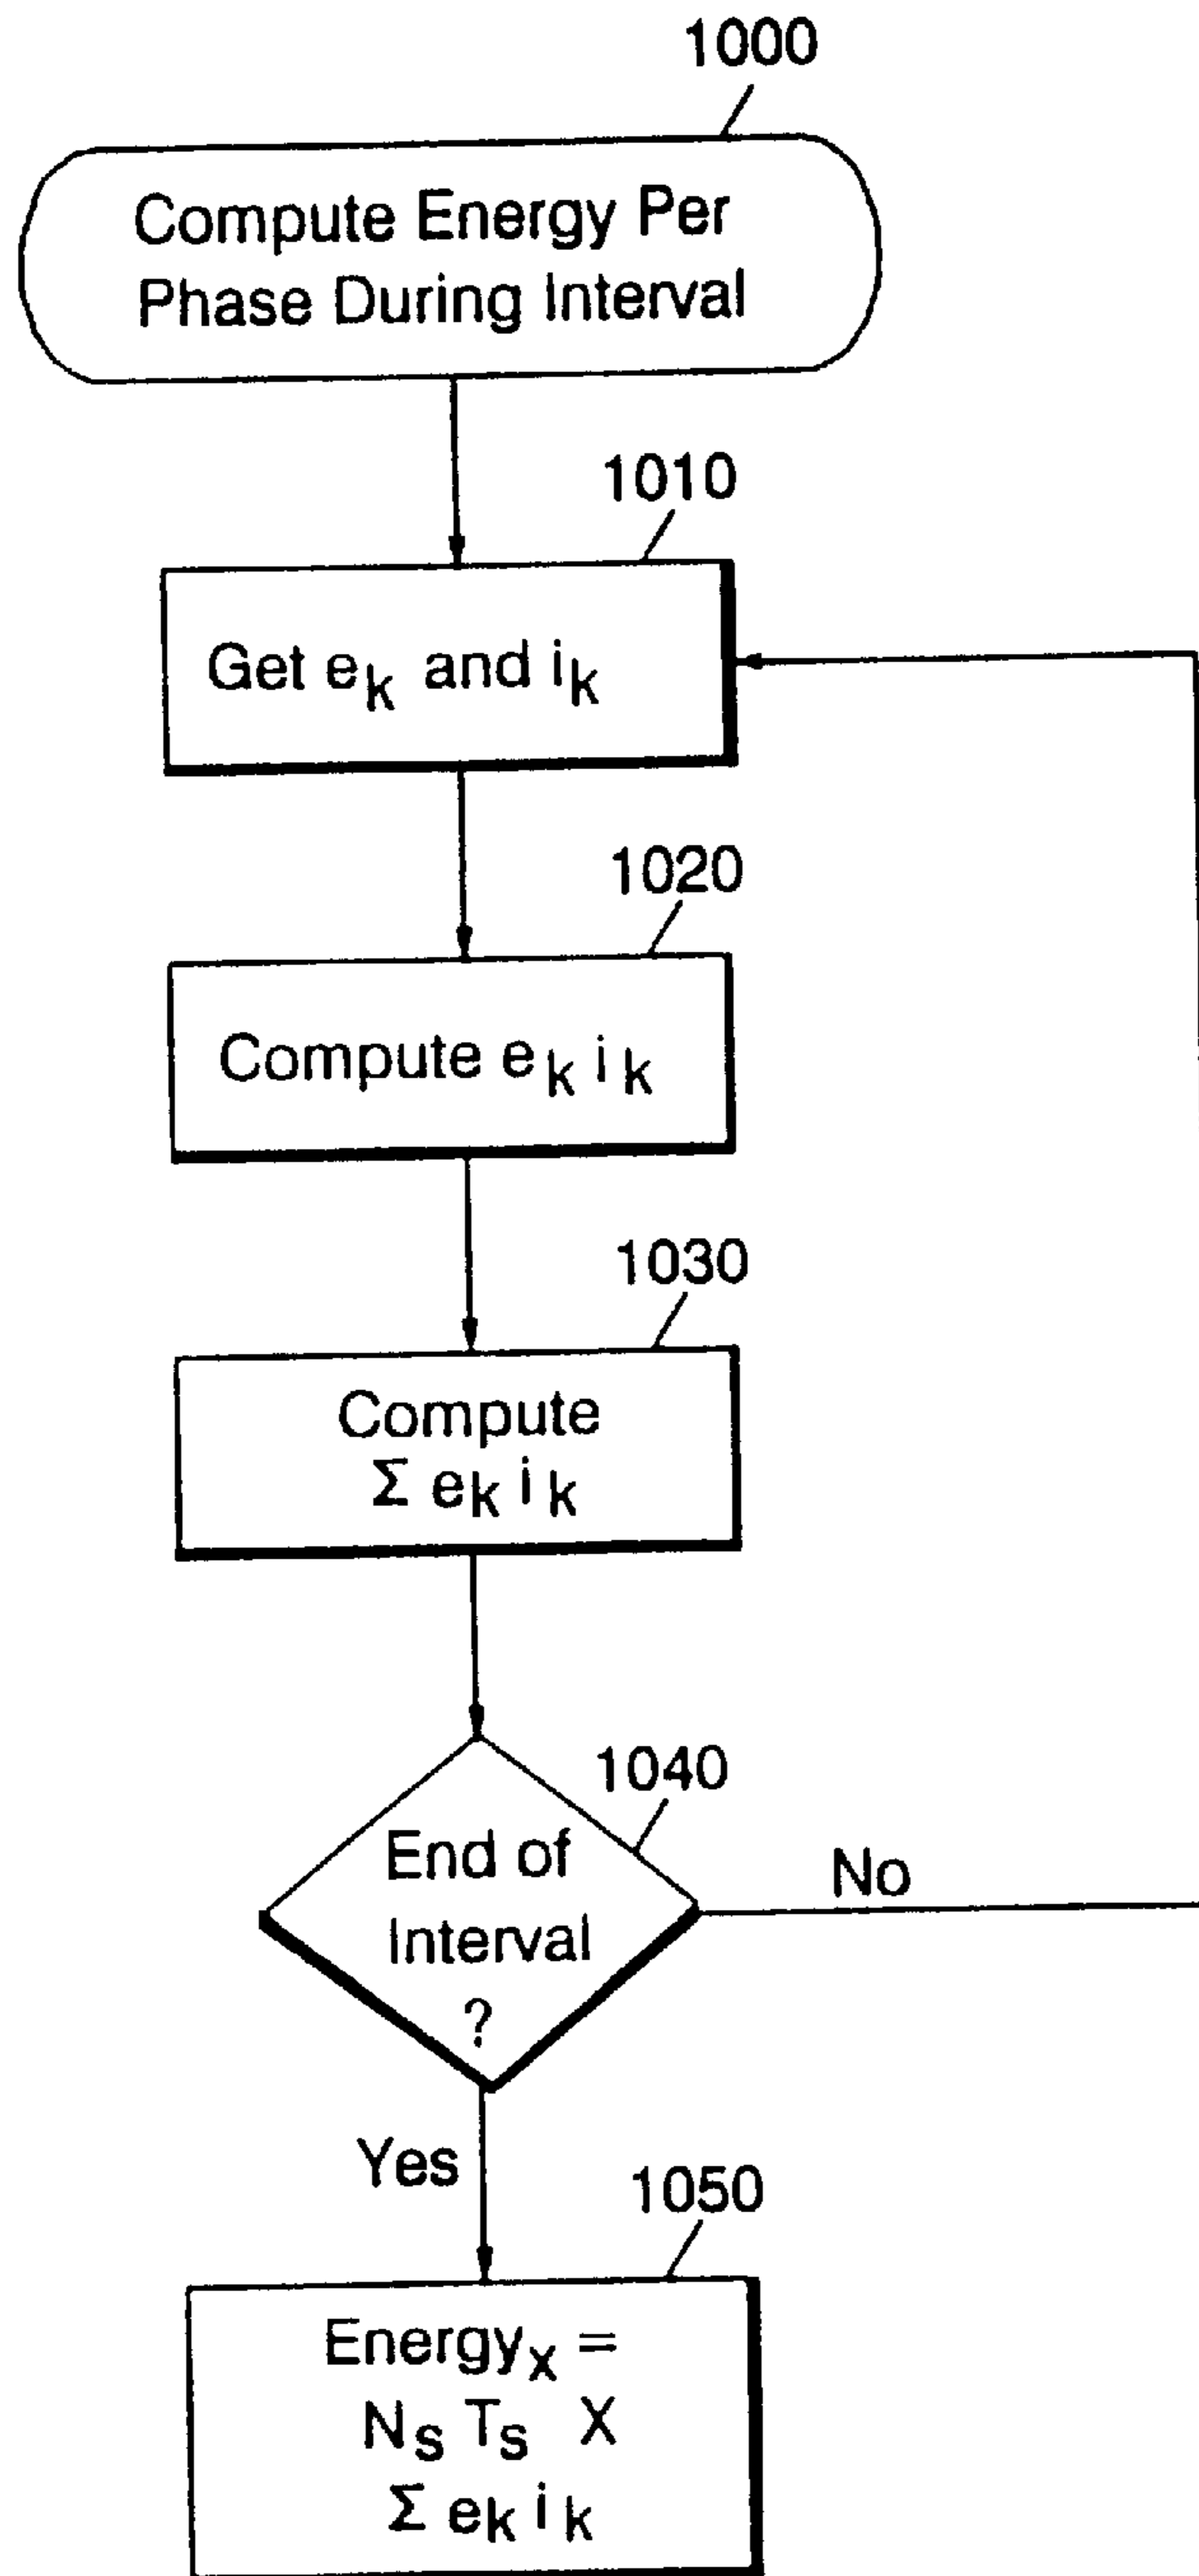 1000
Compute Energy Per
Phase During Interval
1010
Get eₖ and iₖ
1020
Compute eₖ iₖ
1030
Compute
Σ eₖ iₖ
1040
End of
Interval
?
No
Yes
1050
Energyₓ =
Nₛ Tₛ X
Σ eₖ iₖ